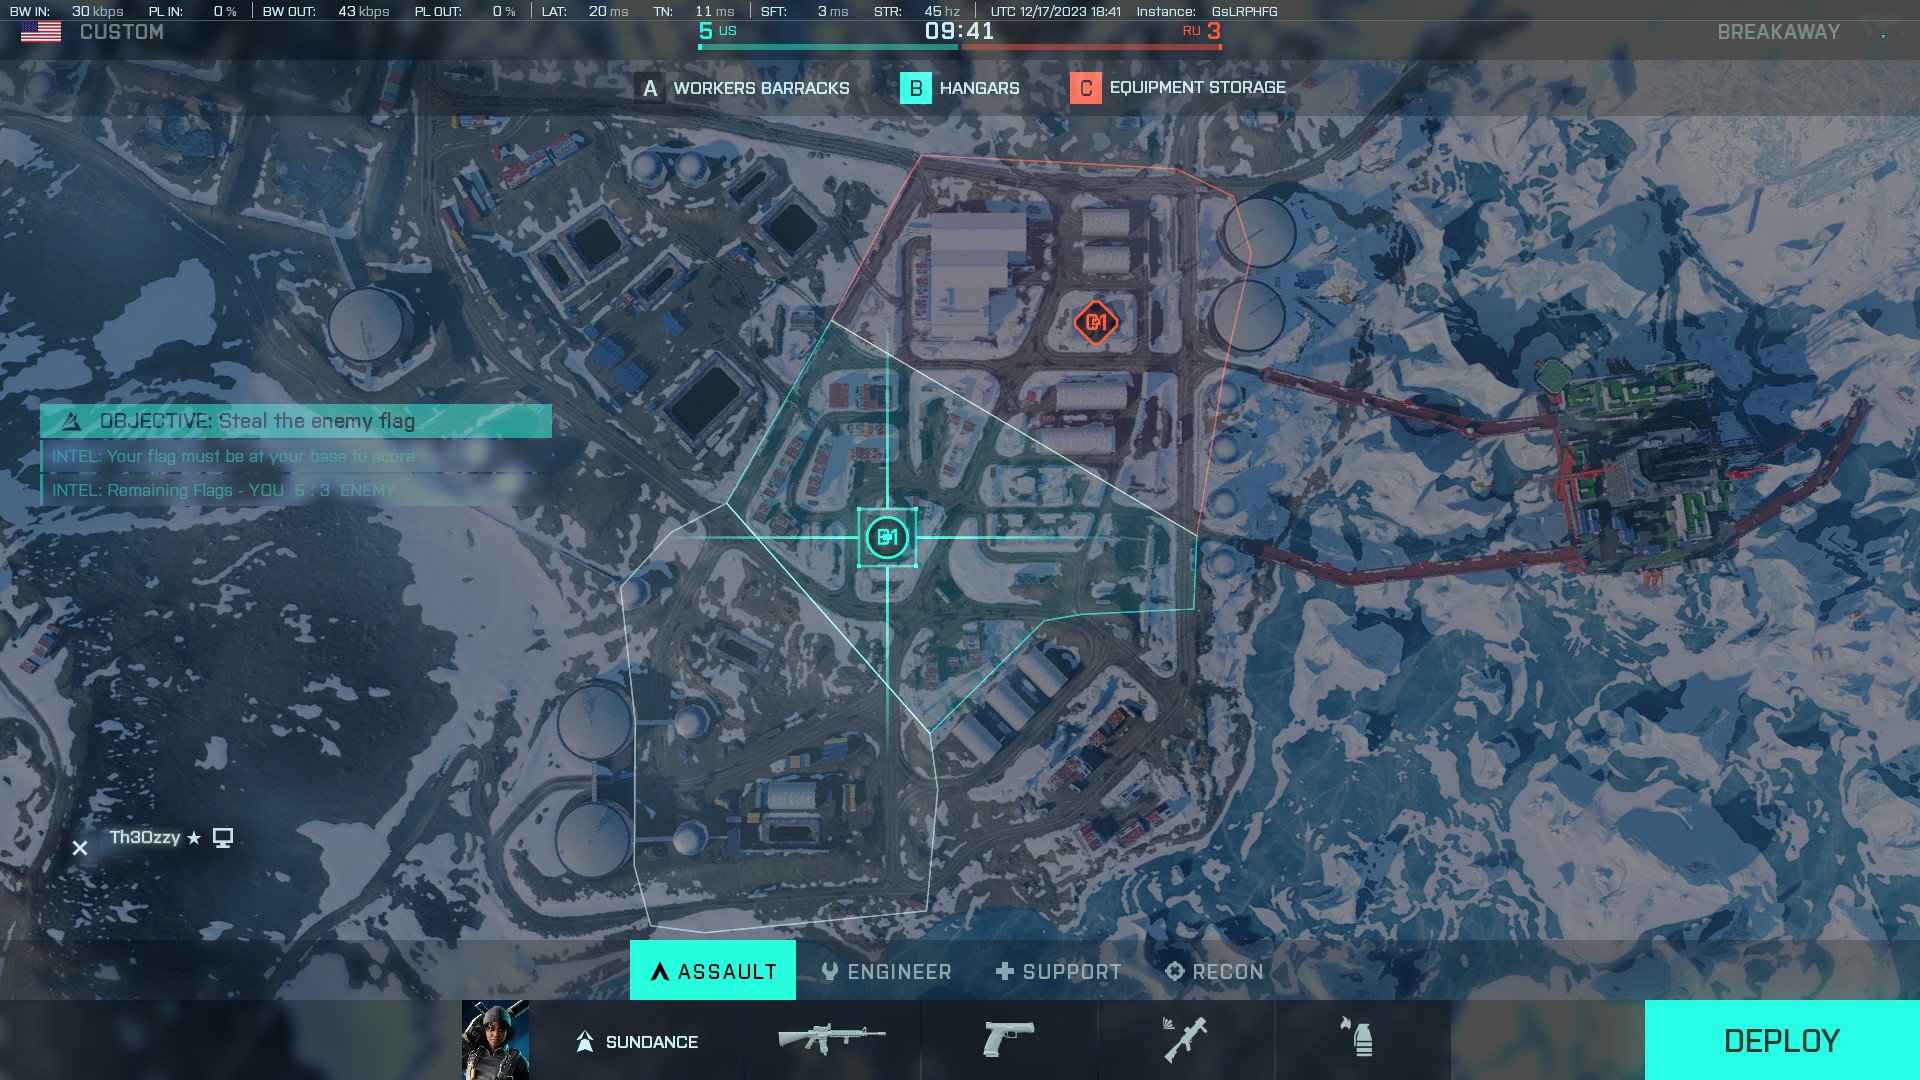 BW IN: 30 kbps PL IN: 0 % BW OUT: 43 kbps PL OUT: 0 % LAT: 20 ms TN: 11 ms SFT: 3 ms STR: 45 hz UTC 12/17/2023 18:41 Instance: GsLRPHFG
CUSTOM 5 US 09:41 RU 3 BREAKAWAY
A WORKERS BARRACKS B HANGARS C EQUIPMENT STORAGE
C1
OBJECTIVE: Steal the enemy flag
INTEL: Your flag must be at your base to score
INTEL: Remaining Flags - YOU 5 : 3 ENEMY
B1
Th3Ozzy
ASSAULT ENGINEER SUPPORT RECON
SUNDANCE
DEPLOY